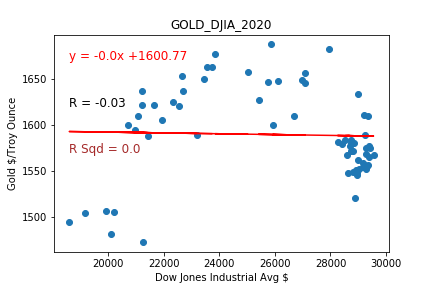 GOLD_DJIA_2020
y = -0.0x +1600.77
R = -0.03
R Sqd = 0.0
Gold $/Troy Ounce
1650
1600
1550
1500
20000 22000 24000 26000 28000 30000
Dow Jones Industrial Avg $